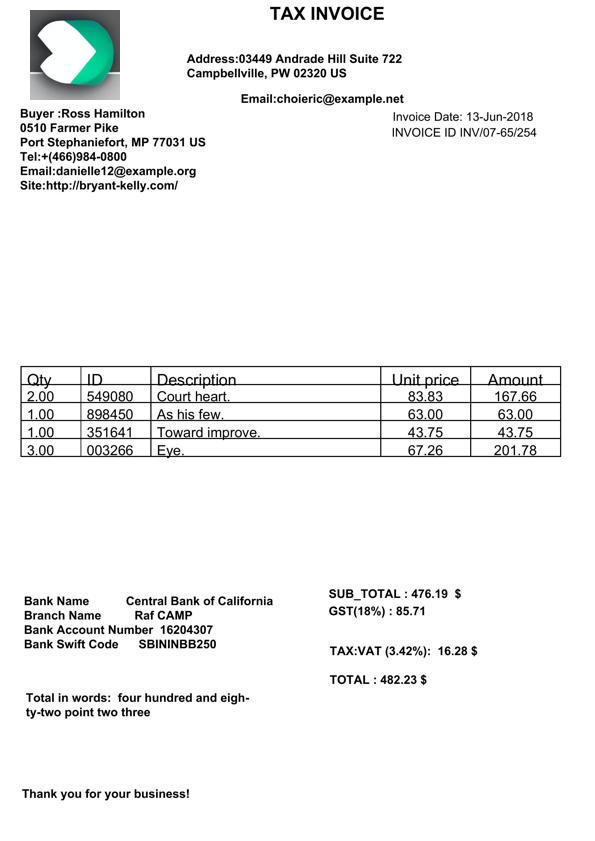 TAX INVOICE
Address:03449 Andrade Hill Suite 722
Campbellville, PW 02320 US
Email:choieric@example.net
Buyer :Ross Hamilton
0510 Farmer Pike
Port Stephaniefort, MP 77031 US
Tel:+(466)984-0800
Email:danielle12@example.org
Site:http://bryant-kelly.com/
Invoice Date: 13-Jun-2018
INVOICE ID INV/07-65/254
Qty ID Description Unit price Amount
2.00 549080 Court heart. 83.83 167.66
1.00 898450 As his few. 63.00 63.00
1.00 351641 Toward improve. 43.75 43.75
3.00 003266 Eye. 67.26 201.78
Bank Name Central Bank of California
Branch Name Raf CAMP
Bank Account Number 16204307
Bank Swift Code SBININBB250
SUB_TOTAL : 476.19 $
GST(18%) : 85.71
TAX:VAT (3.42%): 16.28 $
TOTAL : 482.23 $
Total in words: four hundred and eigh-
ty-two point two three
Thank you for your business!